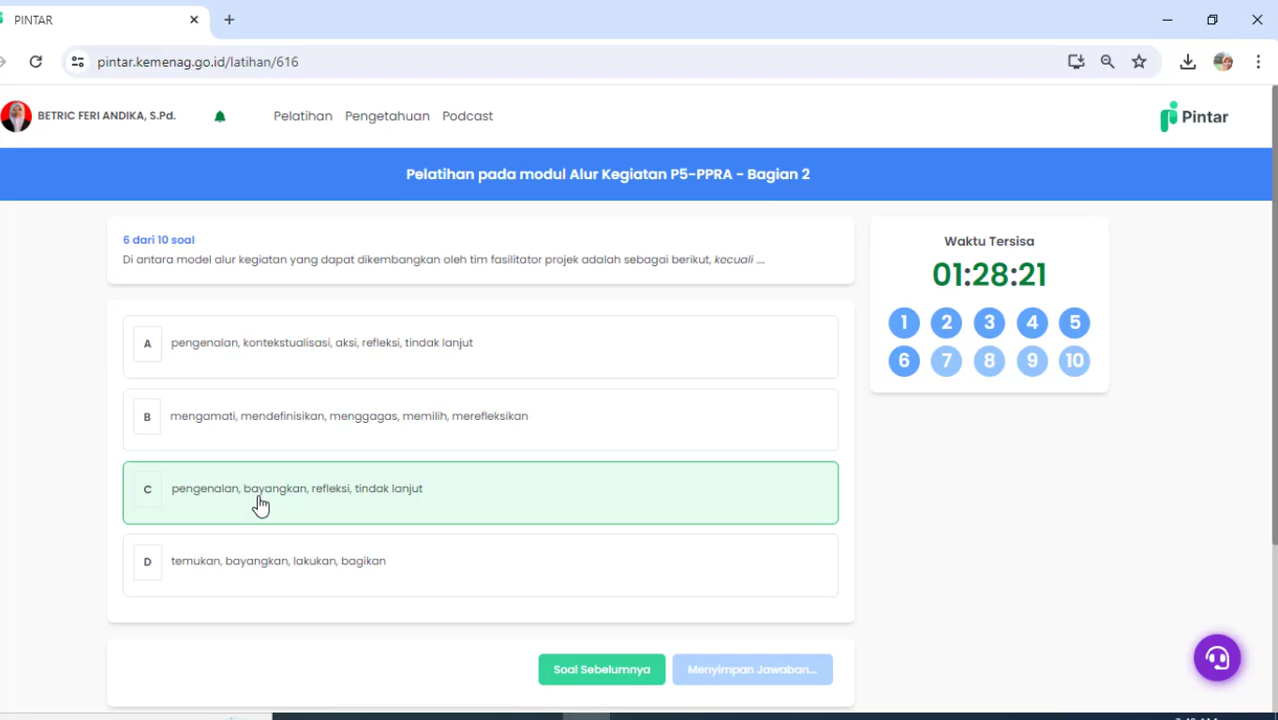 PINTAR
pintar.kemenag.go.id/latihan/616
BETRIC FERI ANDIKA, S.Pd.
Pelatihan
Pengetahuan
Podcast
Pintar
Pelatihan pada modul Alur Kegiatan P5-PPRA - Bagian 2
6 dari 10 soal
Di antara model alur kegiatan yang dapat dikembangkan oleh tim fasilitator projek adalah sebagai berikut, kecuali ....
A pengenalan, kontekstualisasi, aksi, refleksi, tindak lanjut
B mengamati, mendefinisikan, menggagas, memilih, merefleksikan
C pengenalan, bayangkan, refleksi, tindak lanjut
D temukan, bayangkan, lakukan, bagikan
Soal Sebelumnya
Menyimpan Jawaban...
Waktu Tersisa
01:28:21
1 2 3 4 5
6 7 8 9 10